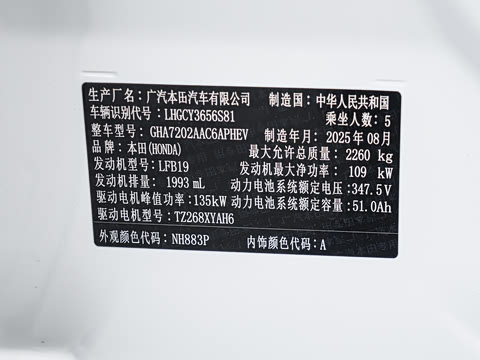 生产厂名：广汽本田汽车有限公司 制造国：中华人民共和国
车辆识别代号：LHGCY3656S81 乘坐人数：5
整车型号：GHA7202AAC6APHEV 制造年月：2025年08月
品牌：本田(HONDA) 最大允许总质量：2260 kg
发动机型号：LFB19 发动机最大净功率：109 kW
发动机排量：1993 mL 动力电池系统额定电压：347.5V
驱动电机峰值功率：135kW 动力电池系统额定容量：51.0Ah
驱动电机型号：TZ268XYAH6
外观颜色代码：NH883P 内饰颜色代码：A